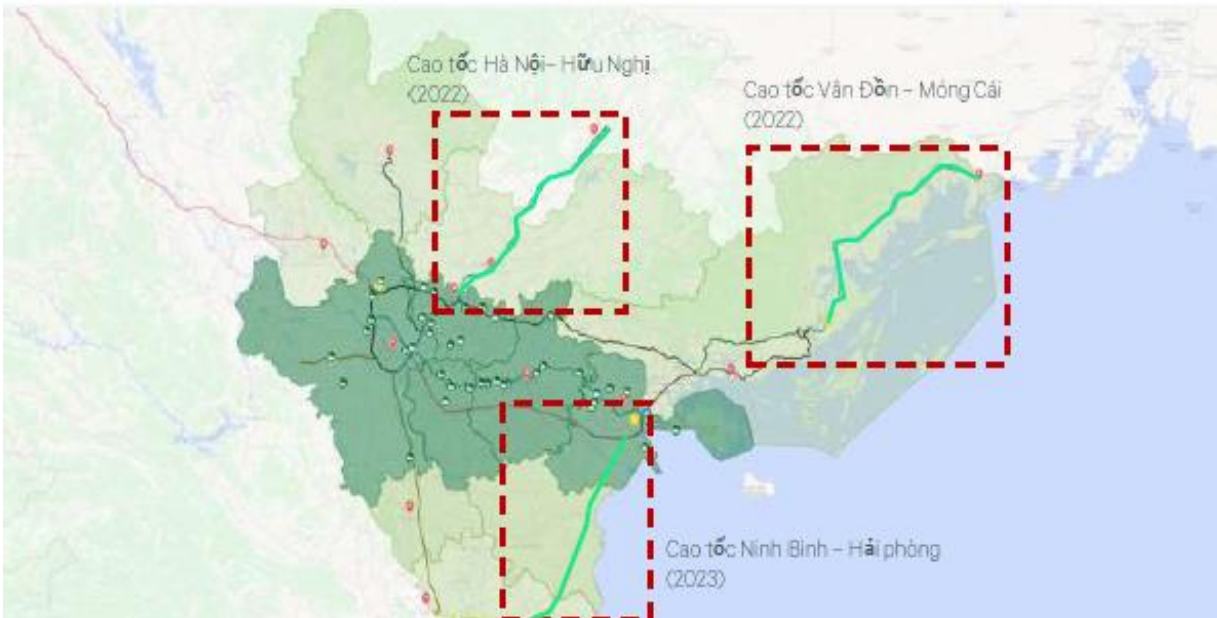 Cao tốc Hà Nội– Hữu Nghị
(2022)
Cao tốc Vân Đồn – Móng Cái
(2022)
Cao tốc Ninh Bình – Hải phòng
(2023)